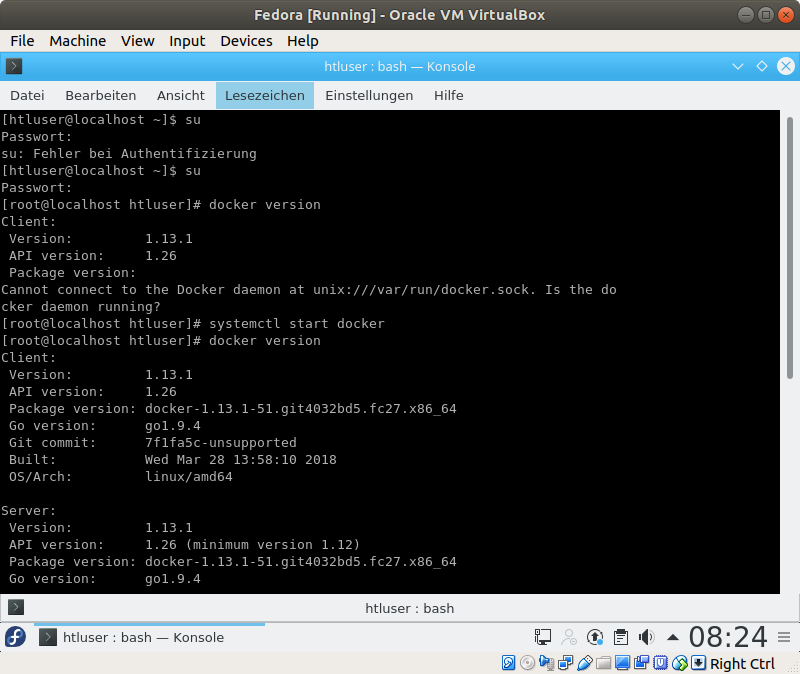 Fedora [Running] - Oracle VM VirtualBox
File Machine View Input Devices Help
htluser : bash — Konsole
Datei Bearbeiten Ansicht Lesezeichen Einstellungen Hilfe
[htluser@localhost ~]$ su
Passwort:
su: Fehler bei Authentifizierung
[htluser@localhost ~]$ su
Passwort:
[root@localhost htluser]# docker version
Client:
 Version:         1.13.1
 API version:     1.26
 Package version:
Cannot connect to the Docker daemon at unix:///var/run/docker.sock. Is the do
cker daemon running?
[root@localhost htluser]# systemctl start docker
[root@localhost htluser]# docker version
Client:
 Version:         1.13.1
 API version:     1.26
 Package version: docker-1.13.1-51.git4032bd5.fc27.x86_64
 Go version:      go1.9.4
 Git commit:      7f1fa5c-unsupported
 Built:           Wed Mar 28 13:58:10 2018
 OS/Arch:         linux/amd64

Server:
 Version:         1.13.1
 API version:     1.26 (minimum version 1.12)
 Package version: docker-1.13.1-51.git4032bd5.fc27.x86_64
 Go version:      go1.9.4
htluser : bash
htluser : bash — Konsole
08:24
Right Ctrl